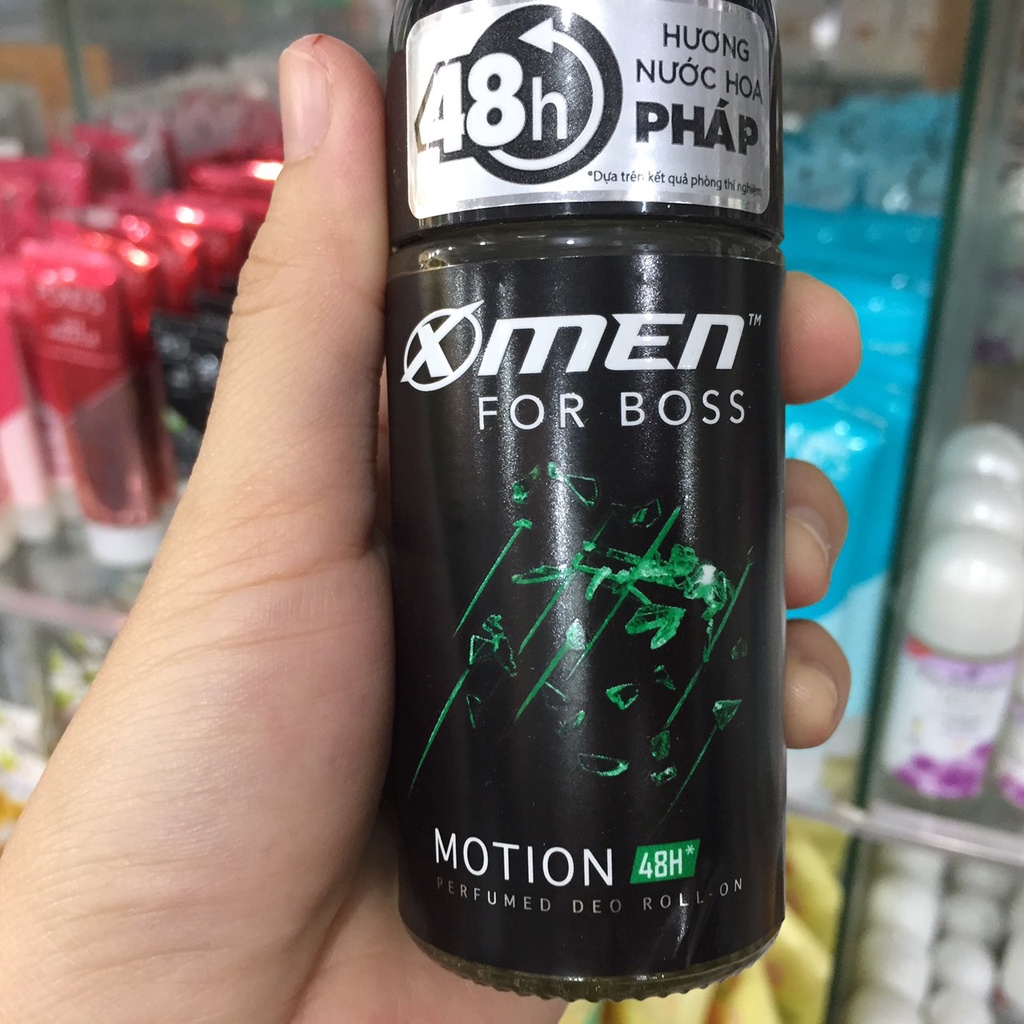 48h
HƯƠNG
NƯỚC HOA
PHÁP
*Dựa trên kết quả phòng thí nghiệm
Xmen™
FOR BOSS
MOTION 48H*
PERFUMED DEO ROLL-ON